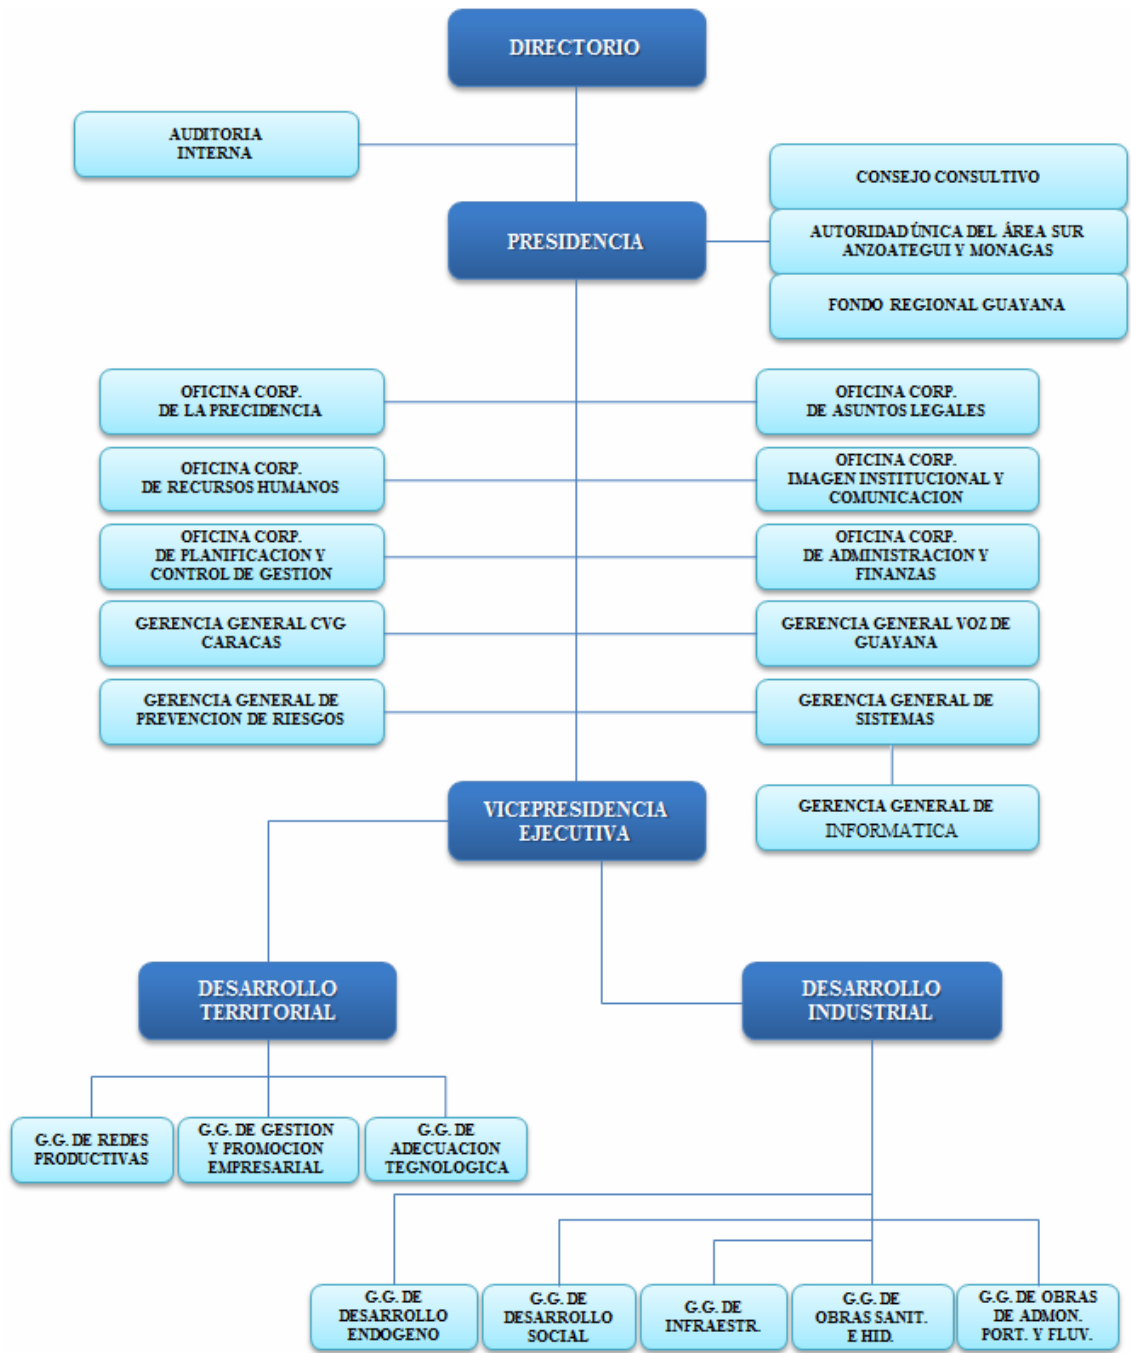 DIRECTORIO
AUDITORIA
INTERNA
CONSEJO CONSULTIVO
PRESIDENCIA
AUTORIDAD ÚNICA DEL ÁREA SUR
ANZOATEGUI Y MONAGAS
FONDO REGIONAL GUAYANA
OFICINA CORP.
DE LA PRECIDENCIA
OFICINA CORP.
DE ASUNTOS LEGALES
OFICINA CORP.
DE RECURSOS HUMANOS
OFICINA CORP.
IMAGEN INSTITUCIONAL Y
COMUNICACION
OFICINA CORP.
DE PLANIFICACION Y
CONTROL DE GESTION
OFICINA CORP.
DE ADMINISTRACION Y
FINANZAS
GERENCIA GENERAL CVG
CARACAS
GERENCIA GENERAL VOZ DE
GUAYANA
GERENCIA GENERAL DE
PREVENCION DE RIESGOS
GERENCIA GENERAL DE
SISTEMAS
VICEPRESIDENCIA
EJECUTIVA
GERENCIA GENERAL DE
INFORMATICA
DESARROLLO
TERRITORIAL
DESARROLLO
INDUSTRIAL
G.G. DE REDES
PRODUCTIVAS
G.G. DE GESTION
Y PROMOCION
EMPRESARIAL
G.G. DE
ADECUACION
TEGNOLOGICA
G.G. DE
DESARROLLO
ENDOGENO
G.G. DE
DESARROLLO
SOCIAL
G.G. DE
INFRAESTR.
G.G. DE
OBRAS SANIT.
E HID.
G.G. DE OBRAS
DE ADMON.
PORT. Y FLUV.